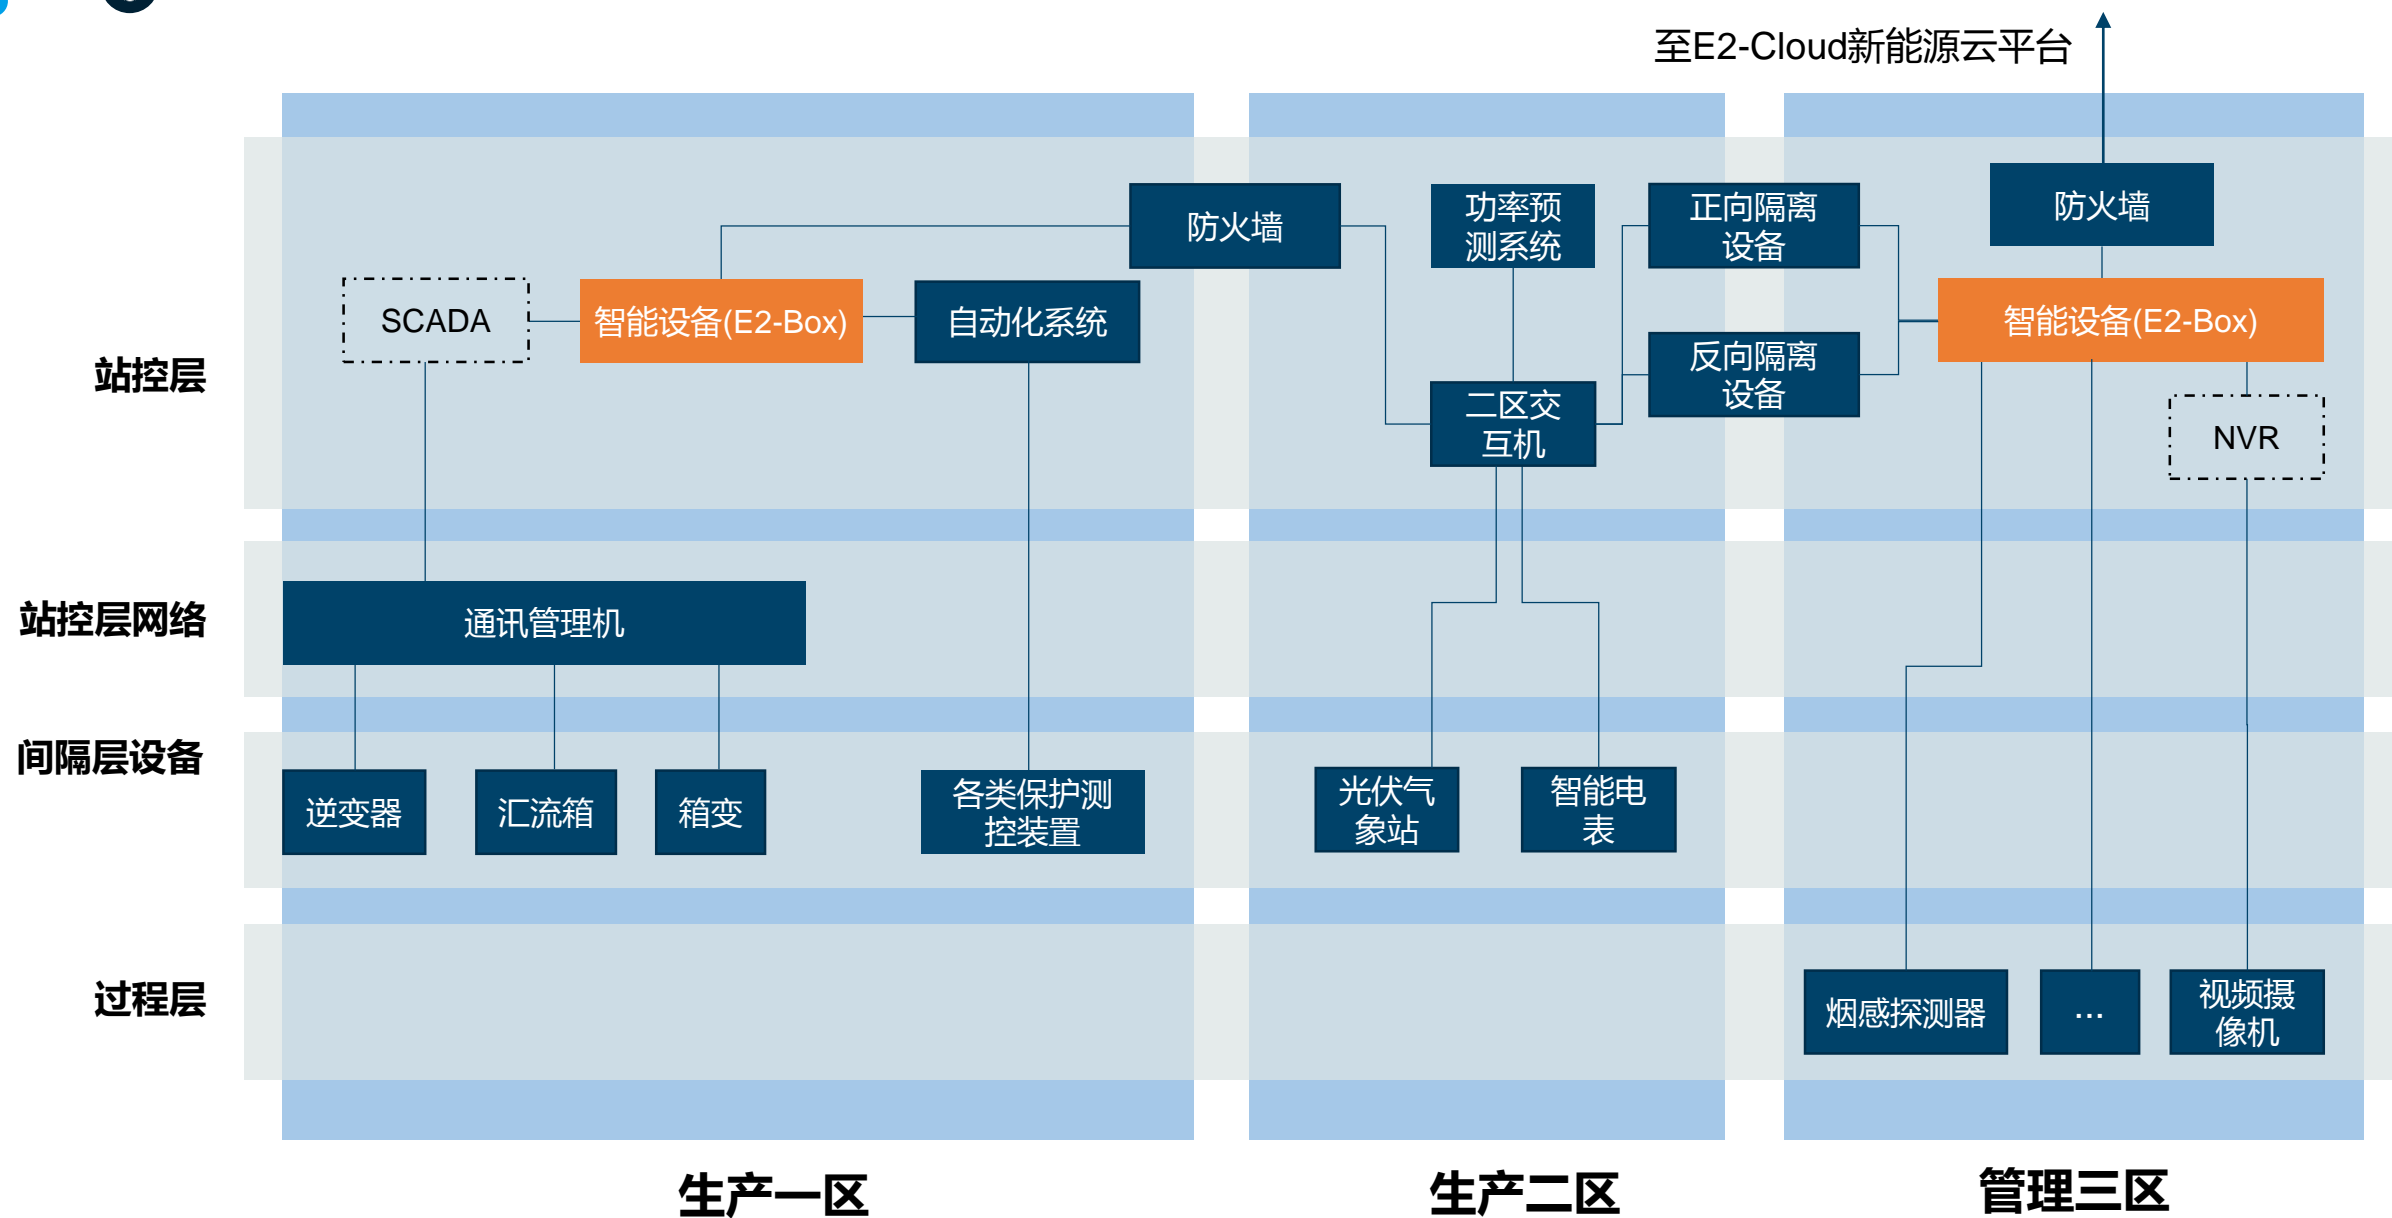 至E2-Cloud新能源云平台
防火墙
功率预
测系统
正向隔离
设备
防火墙
SCADA
智能设备(E2-Box)
自动化系统
智能设备(E2-Box)
反向隔离
设备
站控层
二区交
互机
NVR
站控层网络
通讯管理机
间隔层设备
逆变器
汇流箱
箱变
各类保护测
控装置
光伏气
象站
智能电
表
过程层
烟感探测器
...
视频摄
像机
生产一区
生产二区
管理三区